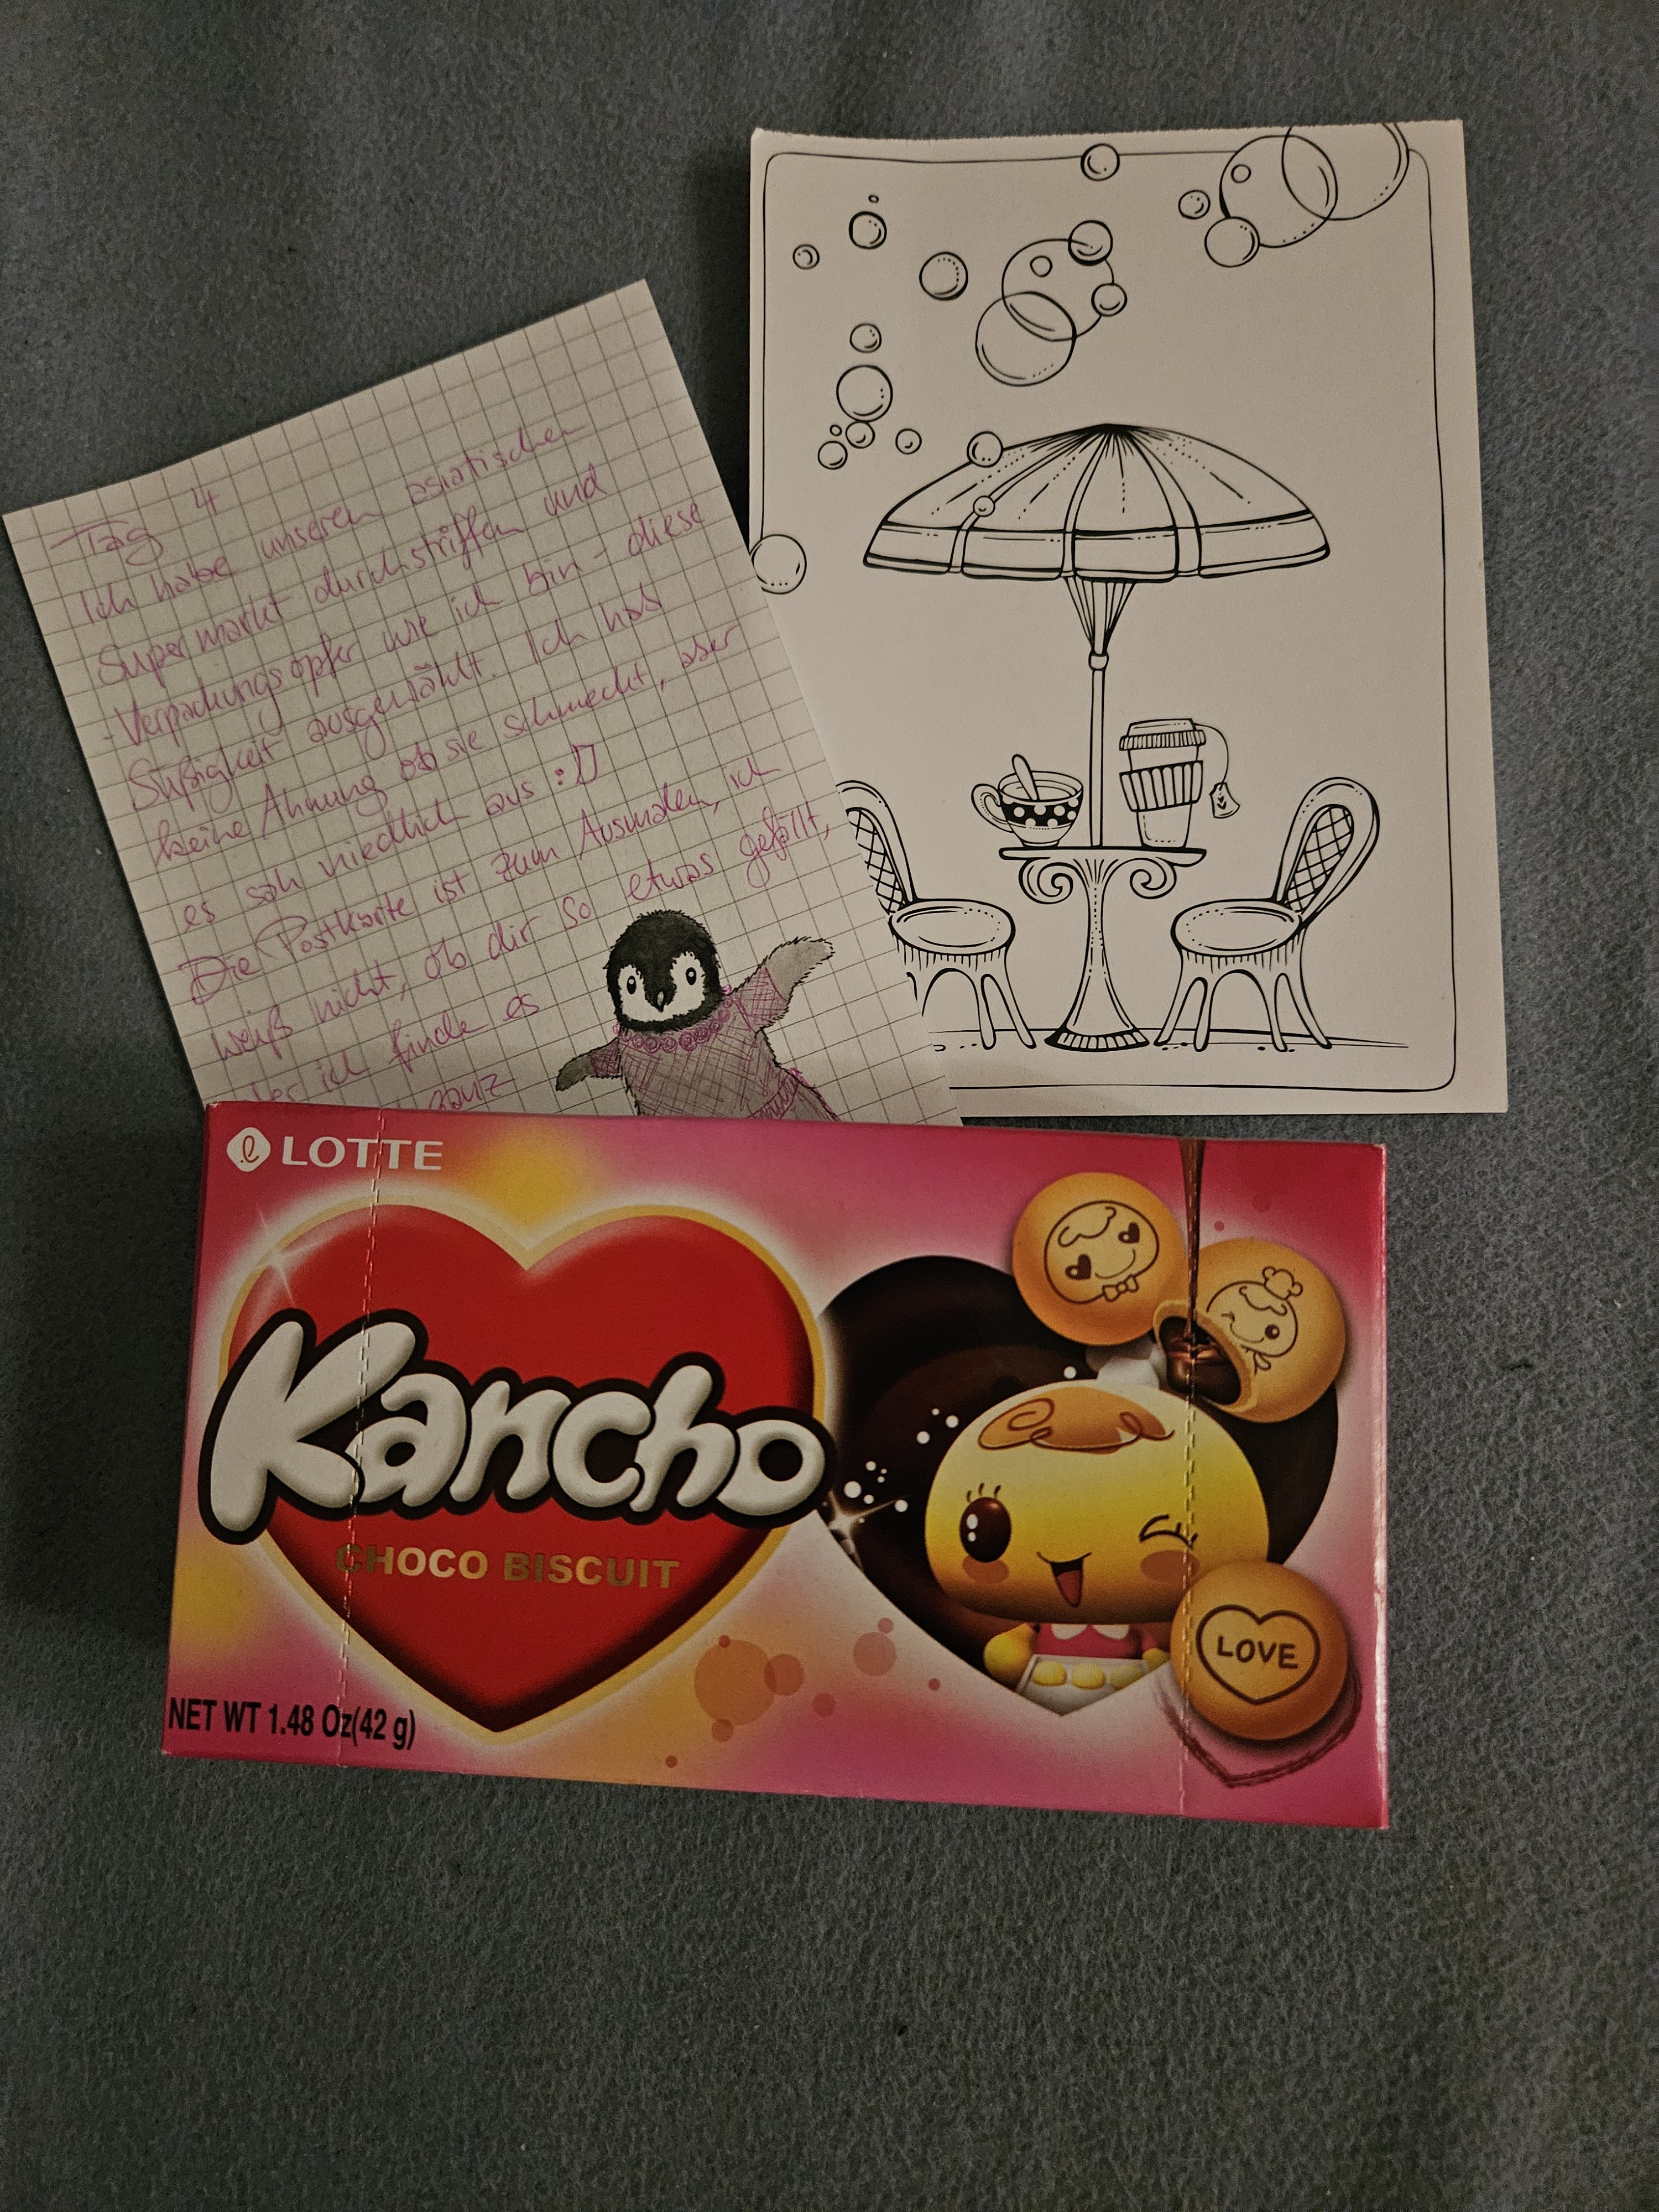 Tag 4
Ich habe unseren asiatischen
Supermarkt durchstriffen und
- Verpackungsopfer wie ich bin - diese
Süßigkeit ausgewählt. Ich hab
keine Ahnung ob sie schmeckt, aber
es sah niedlich aus :D
Die Postkarte ist zum Ausmalen, ich
weiß nicht, ob dir so etwas gefällt,
ich finde es
ganz
LOTTE
Kancho
CHOCO BISCUIT
LOVE
NET WT 1.48 Oz(42 g)